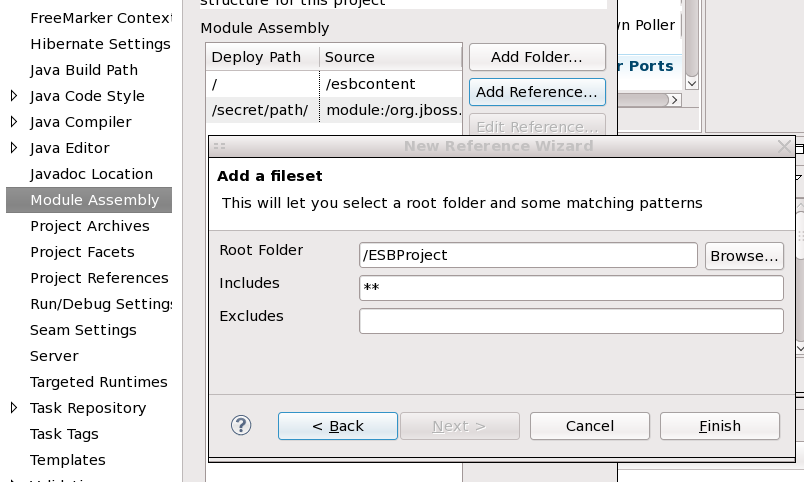 structure for this project
FreeMarker Context
Hibernate Settings
Java Build Path
Java Code Style
Java Compiler
Java Editor
Javadoc Location
Module Assembly
Project Archives
Project Facets
Project References
Run/Debug Settings
Seam Settings
Server
Targeted Runtimes
Task Repository
Task Tags
Templates
Module Assembly
Deploy Path Source
/ /esbcontent
/secret/path/ module:/org.jboss.
Add Folder...
Add Reference...
Edit Reference...
wn Poller
r Ports
New Reference Wizard
Add a fileset
This will let you select a root folder and some matching patterns
Root Folder /ESBProject Browse...
Includes **
Excludes
? < Back Next > Cancel Finish